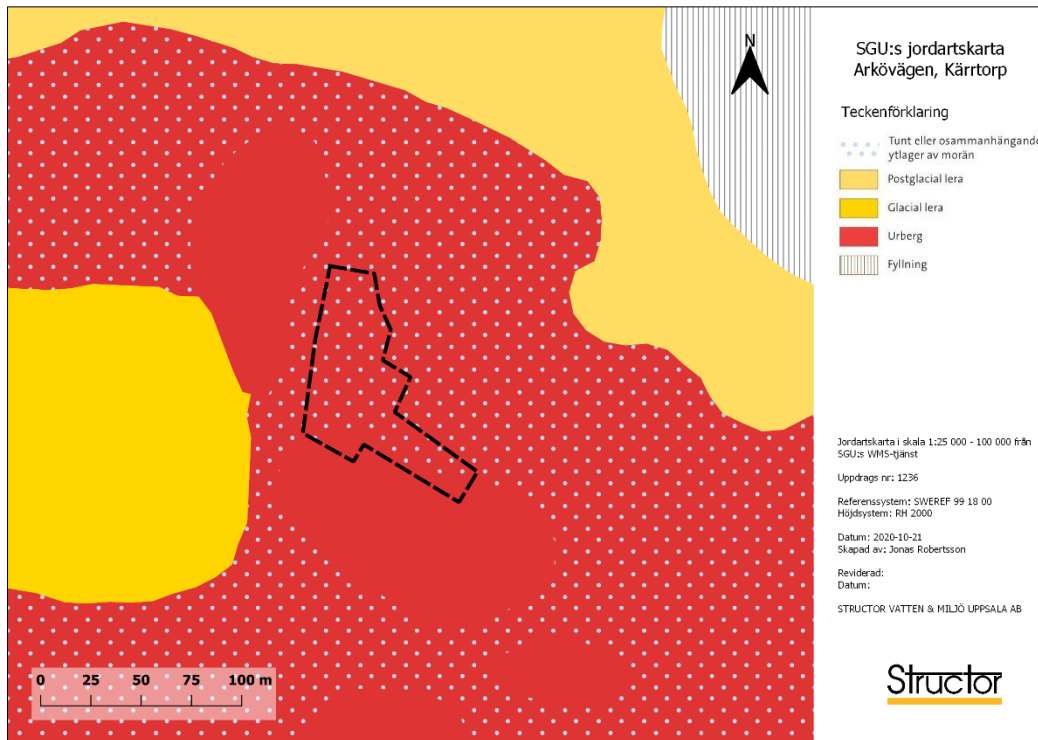 N
SGU:s jordartskarta
Arkövägen, Kärrtorp
Teckenförklaring
Tunt eller osammanhängande
ytlager av morän
Postglacial lera
Glacial lera
Urberg
Fyllning
Jordartskarta i skala 1:25 000 - 100 000 från
SGU:s WMS-tjänst
Uppdrags nr: 1236
Referenssystem: SWEREF 99 18 00
Höjdsystem: RH 2000
Datum: 2020-10-21
Skapad av: Jonas Robertsson
Reviderad:
Datum:
STRUCTOR VATTEN & MILJÖ UPPSALA AB
Structor
0 25 50 75 100 m